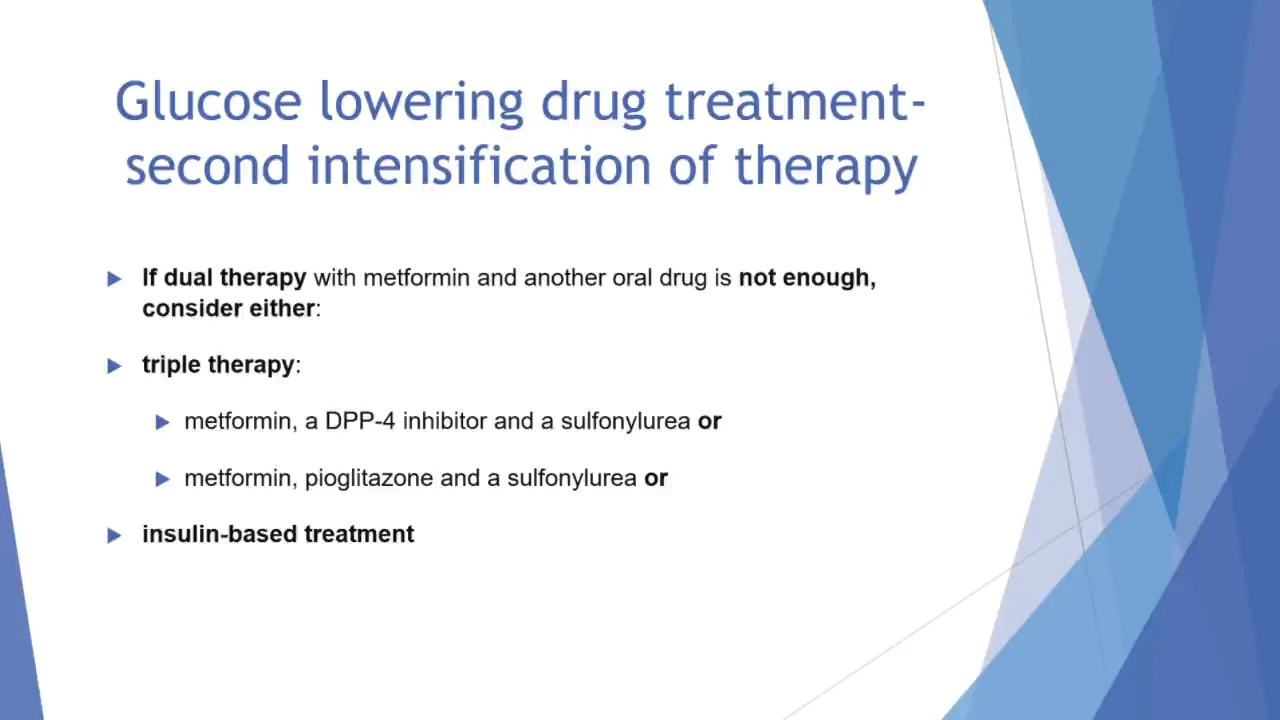 Glucose lowering drug treatment-
second intensification of therapy
If dual therapy with metformin and another oral drug is not enough,
consider either:
triple therapy:
metformin, a DPP-4 inhibitor and a sulfonylurea or
metformin, pioglitazone and a sulfonylurea or
insulin-based treatment